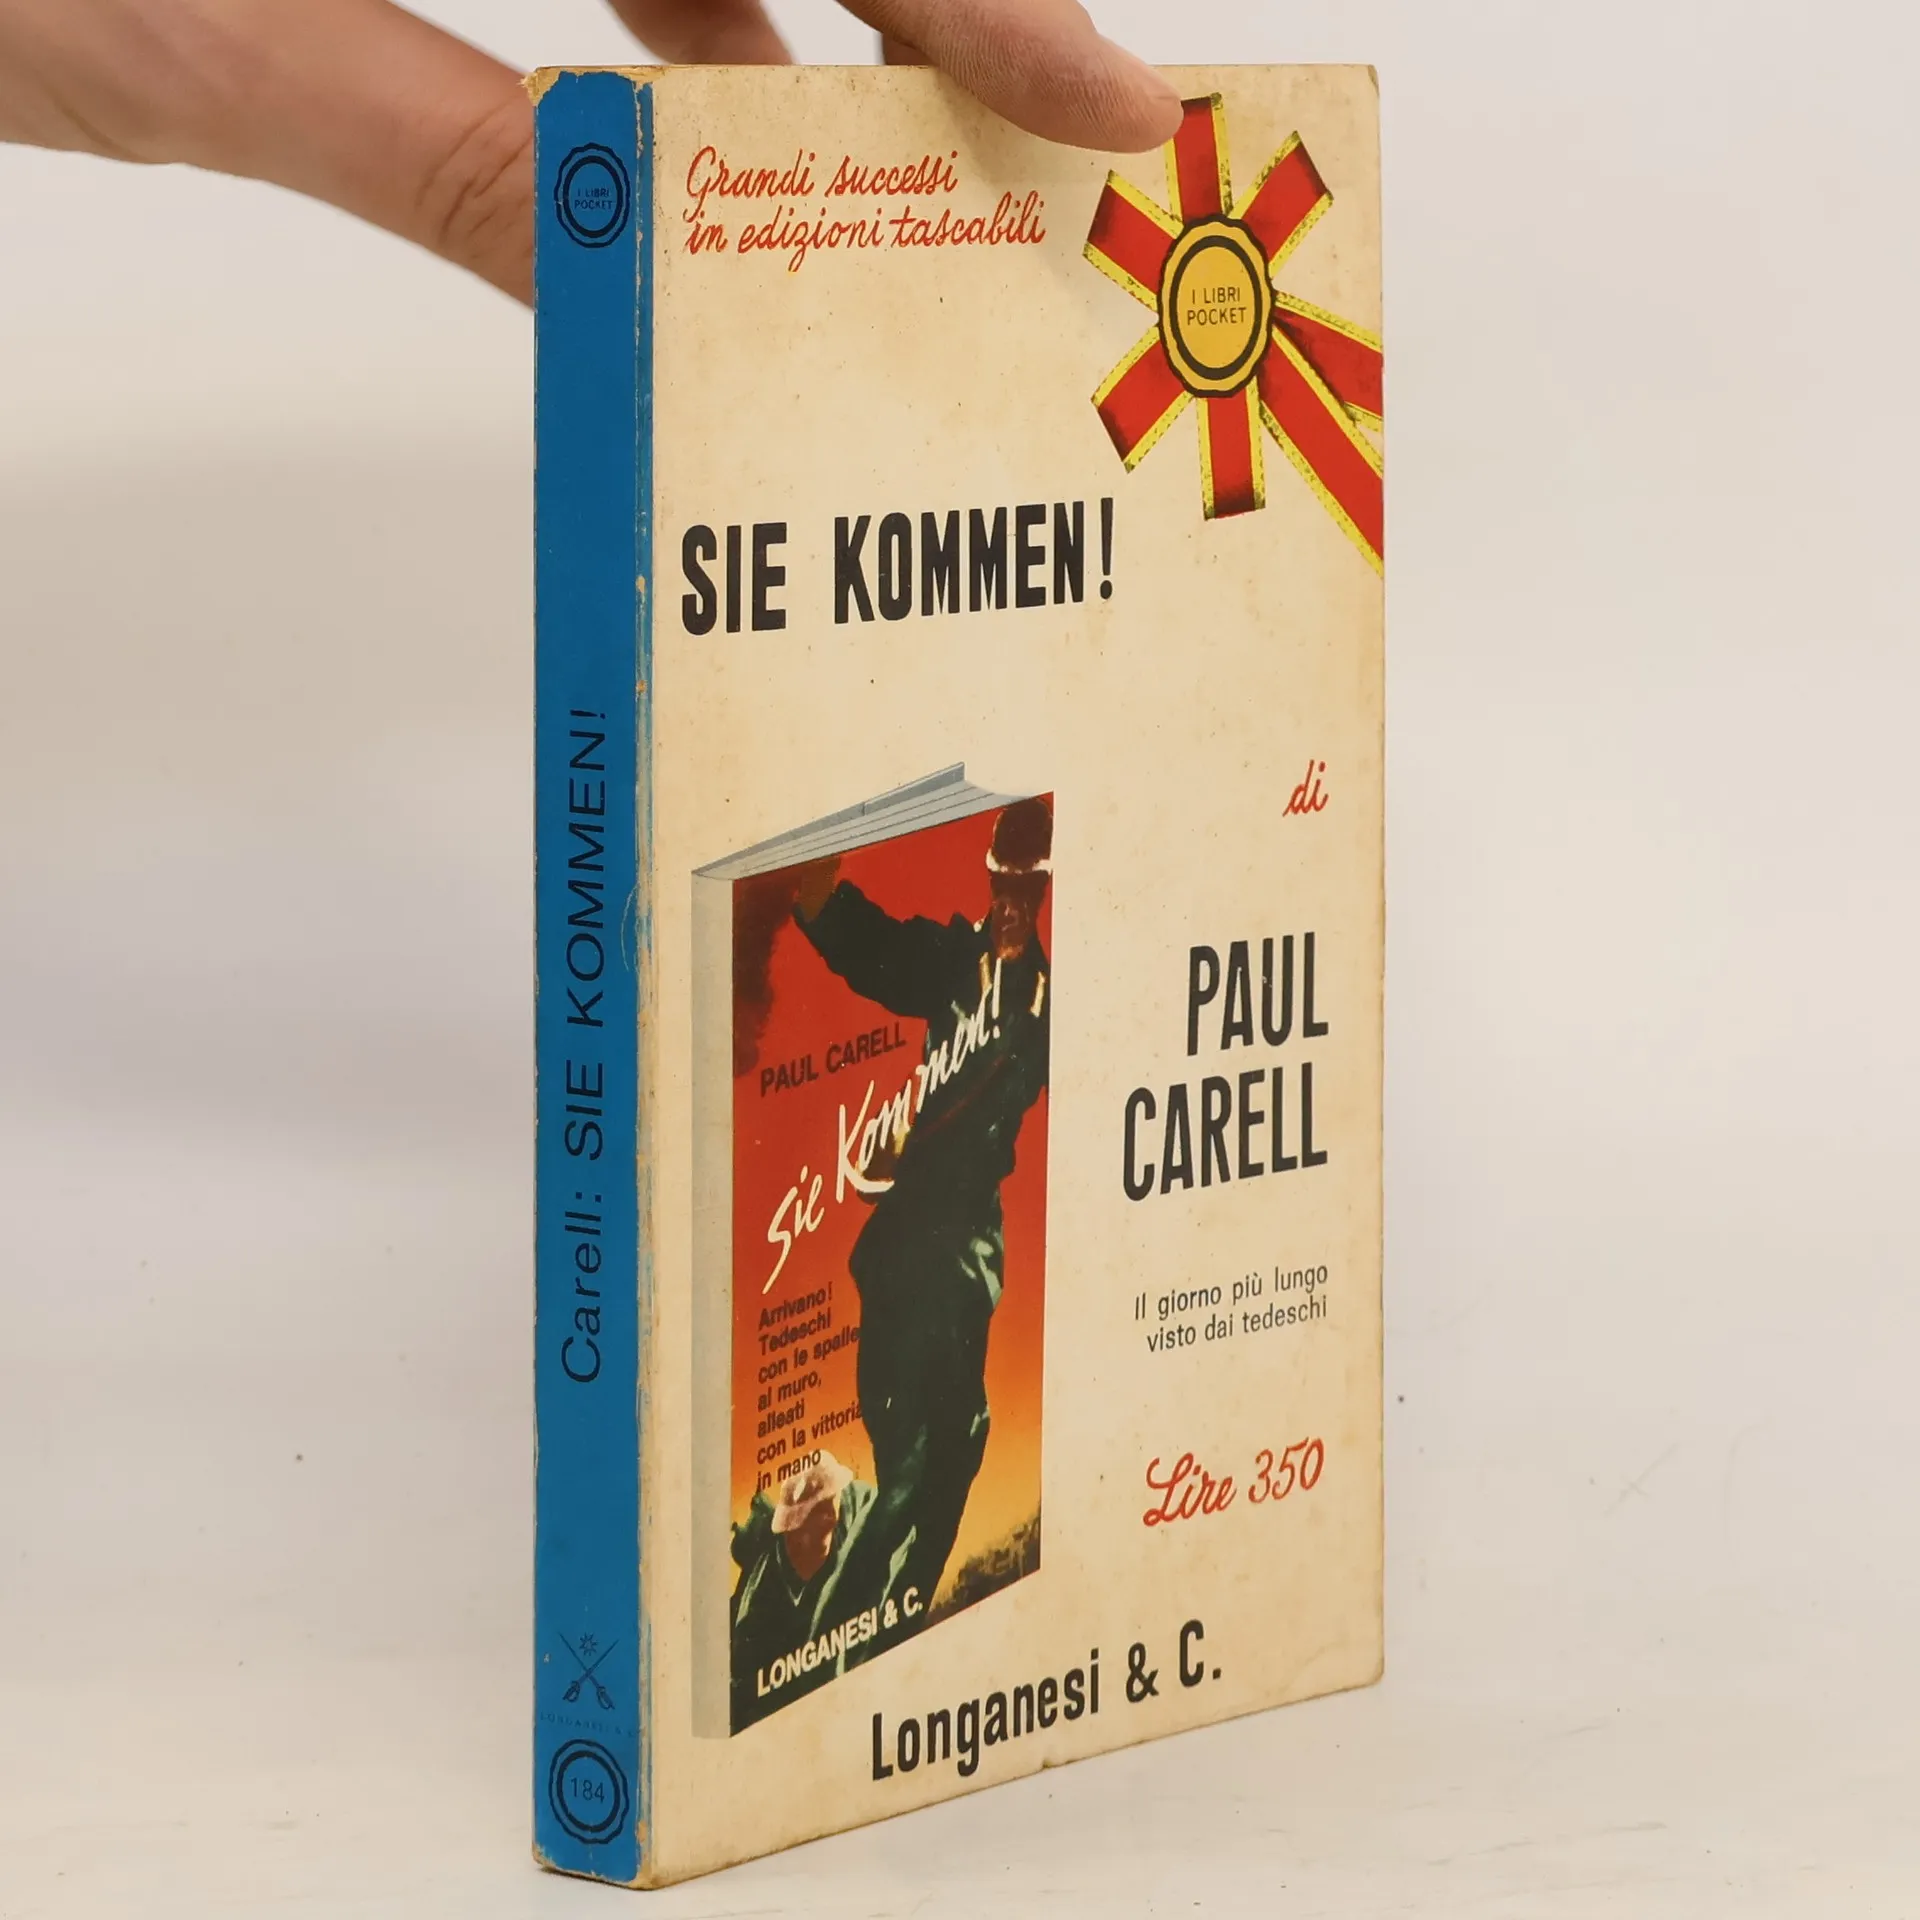 I LIBRI
POCKET
Carell: SIE KOMMEN!
LONGANESI & C.
184
Grandi successi
in edizioni tascabili
I LIBRI
POCKET
SIE KOMMEN!
di
PAUL
CARELL
Il giorno più lungo
visto dai tedeschi
Lire 350
PAUL CARELL
Sie Kommen!
Arrivano!
Tedeschi
con le spalle
al muro,
alleati
con la vittoria
in mano
LONGANESI & C.
Longanesi & C.